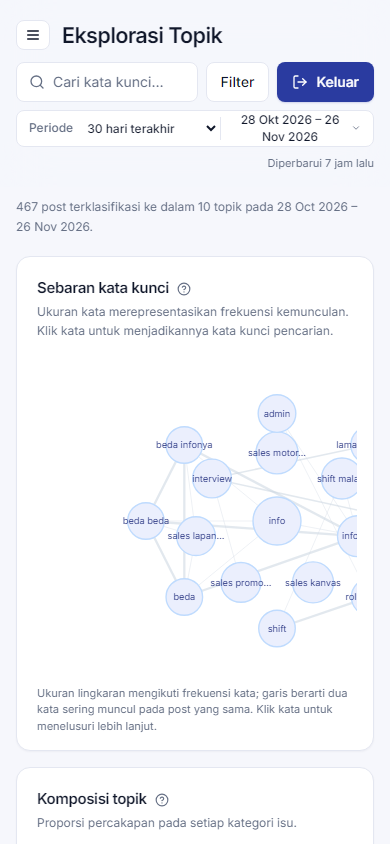 Eksplorasi Topik
Cari kata kunci...
Filter
Keluar
Periode
30 hari terakhir
28 Okt 2026 – 26
Nov 2026
Diperbarui 7 jam lalu
467 post terklasifikasi ke dalam 10 topik pada 28 Oct 2026 –
26 Nov 2026.
Sebaran kata kunci
Ukuran kata merepresentasikan frekuensi kemunculan.
Klik kata untuk menjadikannya kata kunci pencarian.
admin
beda infonya
sales motor...
lama
interview
shift mala
beda beda
info
sales lapan...
info
sales promo...
sales kanvas
beda
rol
shift
Ukuran lingkaran mengikuti frekuensi kata; garis berarti dua
kata sering muncul pada post yang sama. Klik kata untuk
menelusuri lebih lanjut.
Komposisi topik
Proporsi percakapan pada setiap kategori isu.